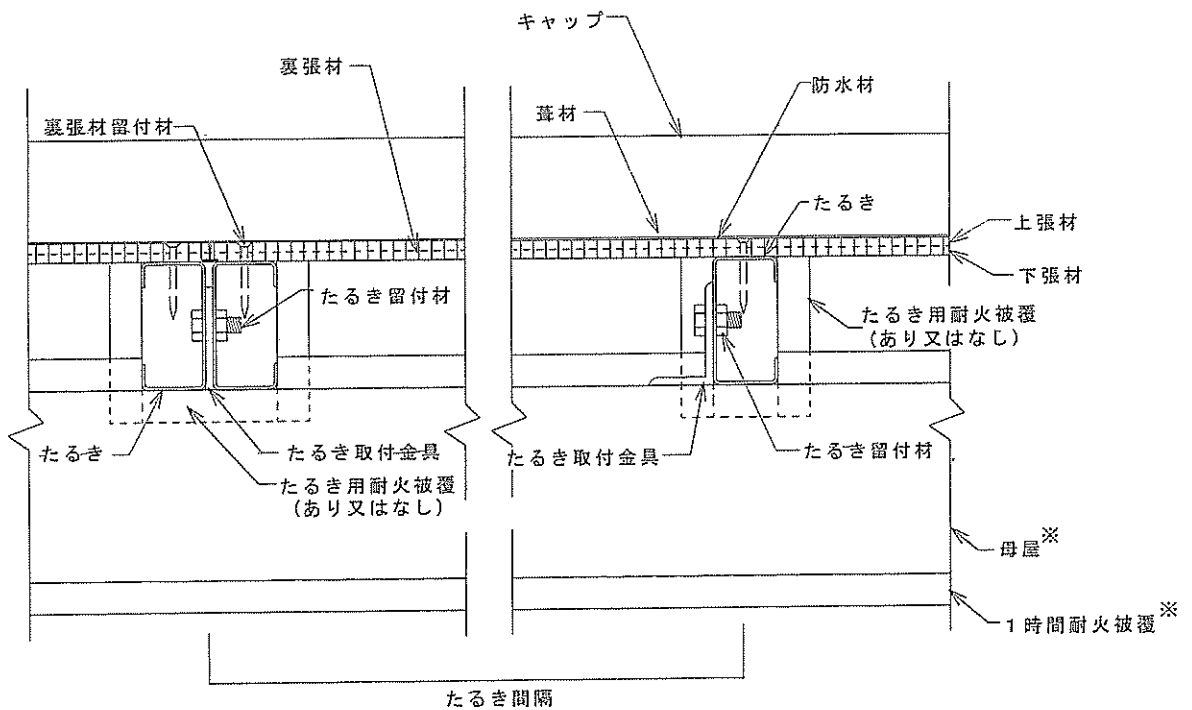 キャップ
裏張材
防水材
葺材
裏張材留付材
たるき
上張材
下張材
たるき留付材
たるき用耐火被覆
(あり又はなし)
たるき
たるき取付金具
たるき取付金具
たるき留付材
たるき用耐火被覆
(あり又はなし)
母屋※
1時間耐火被覆※
たるき間隔